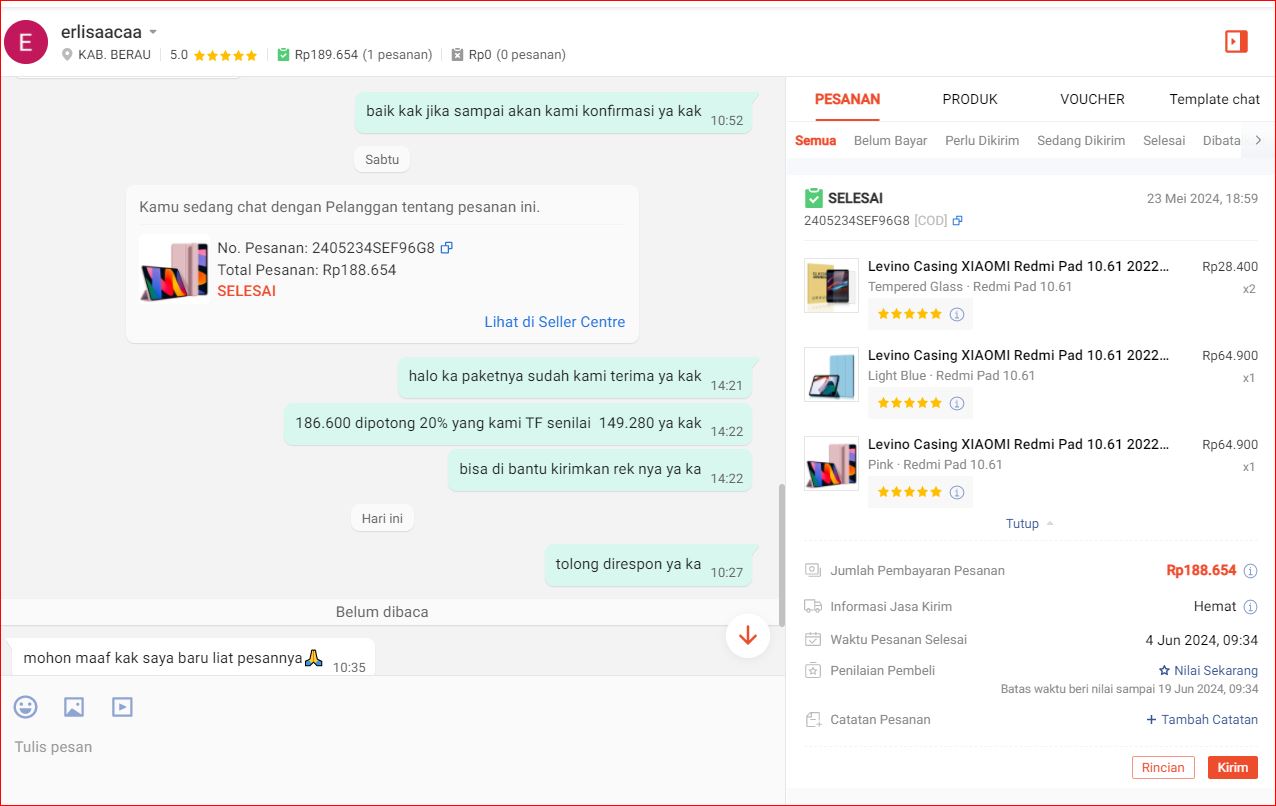 E
erlisaacaa
KAB. BERAU
5.0
Rp189.654 (1 pesanan)
Rp0 (0 pesanan)
baik kak jika sampai akan kami konfirmasi ya kak
10:52
Sabtu
Kamu sedang chat dengan Pelanggan tentang pesanan ini.
No. Pesanan: 2405234SEF96G8
Total Pesanan: Rp188.654
SELESAI
Lihat di Seller Centre
halo ka paketnya sudah kami terima ya kak
14:21
186.600 dipotong 20% yang kami TF senilai 149.280 ya kak
14:22
bisa di bantu kirimkan rek nya ya ka
14:22
Hari ini
tolong direspon ya ka
10:27
Belum dibaca
mohon maaf kak saya baru liat pesannya🙏
10:35
Tulis pesan
PESANAN
PRODUK
VOUCHER
Template chat
Semua
Belum Bayar
Perlu Dikirim
Sedang Dikirim
Selesai
Dibata
SELESAI
23 Mei 2024, 18:59
2405234SEF96G8 [COD]
Levino Casing XIAOMI Redmi Pad 10.61 2022...
Rp28.400
Tempered Glass · Redmi Pad 10.61
x2
Levino Casing XIAOMI Redmi Pad 10.61 2022...
Rp64.900
Light Blue · Redmi Pad 10.61
x1
Levino Casing XIAOMI Redmi Pad 10.61 2022...
Rp64.900
Pink · Redmi Pad 10.61
x1
Tutup
Jumlah Pembayaran Pesanan
Rp188.654
Informasi Jasa Kirim
Hemat
Waktu Pesanan Selesai
4 Jun 2024, 09:34
Penilaian Pembeli
Nilai Sekarang
Batas waktu beri nilai sampai 19 Jun 2024, 09:34
Catatan Pesanan
+ Tambah Catatan
Rincian
Kirim